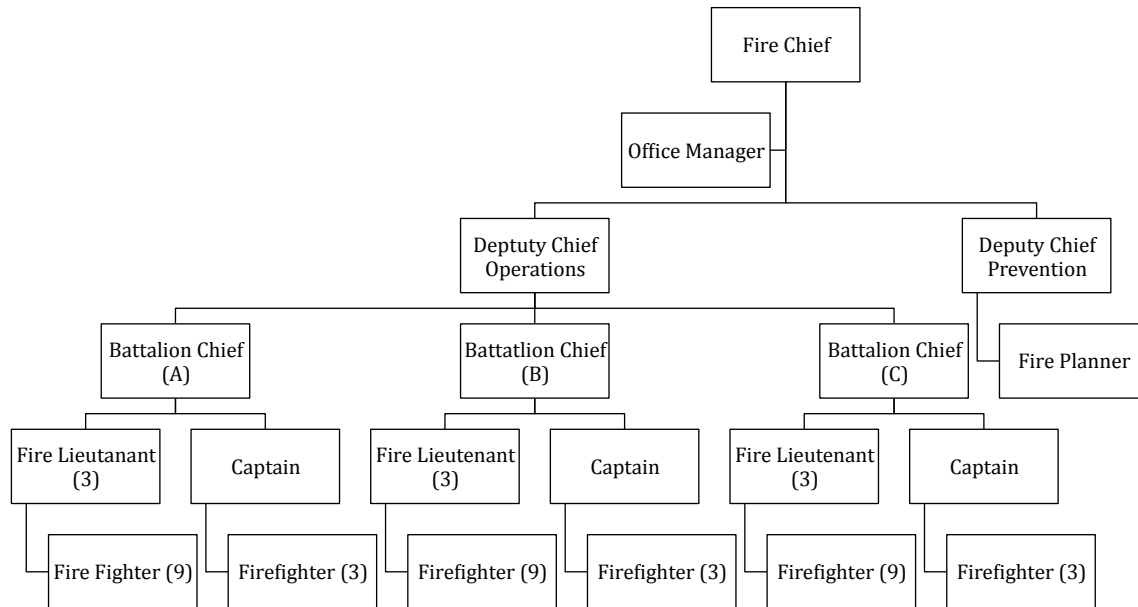 Fire Chief
Office Manager
Deptuty Chief
Operations
Deputy Chief
Prevention
Battalion Chief
(A)
Battatlion Chief
(B)
Battalion Chief
(C)
Fire Planner
Fire Lieutanant
(3)
Captain
Fire Lieutenant
(3)
Captain
Fire Lieutenant
(3)
Captain
Fire Fighter (9)
Firefighter (3)
Firefighter (9)
Firefighter (3)
Firefighter (9)
Firefighter (3)